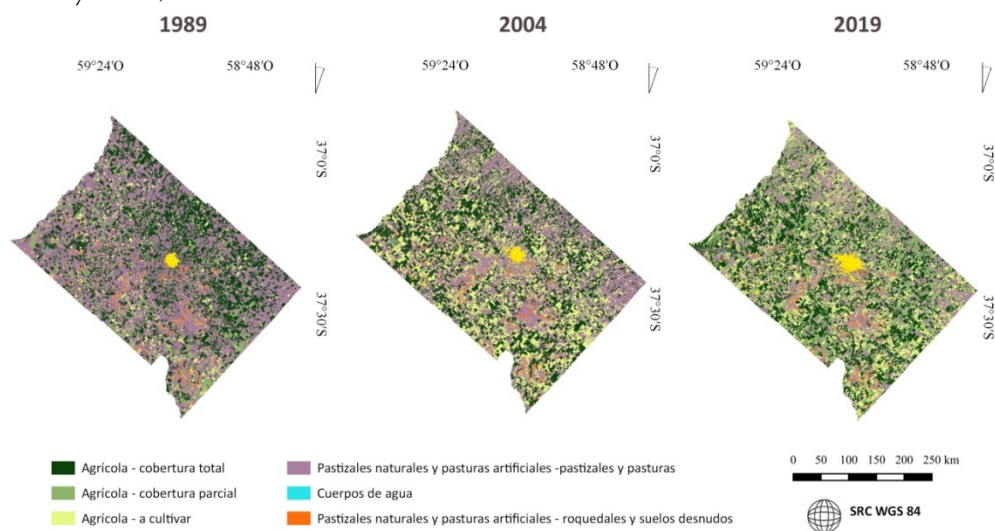 1989 2004 2019
59°24'O 58°48'O 59°24'O 58°48'O 59°24'O 58°48'O
37°0'S 37°0'S 37°0'S
37°30'S 37°30'S 37°30'S
Agrícola - cobertura total
Agrícola - cobertura parcial
Agrícola - a cultivar
Pastizales naturales y pasturas artificiales -pastizales y pasturas
Cuerpos de agua
Pastizales naturales y pasturas artificiales - roquedales y suelos desnudos
0 50 100 150 200 250 km
SRC WGS 84